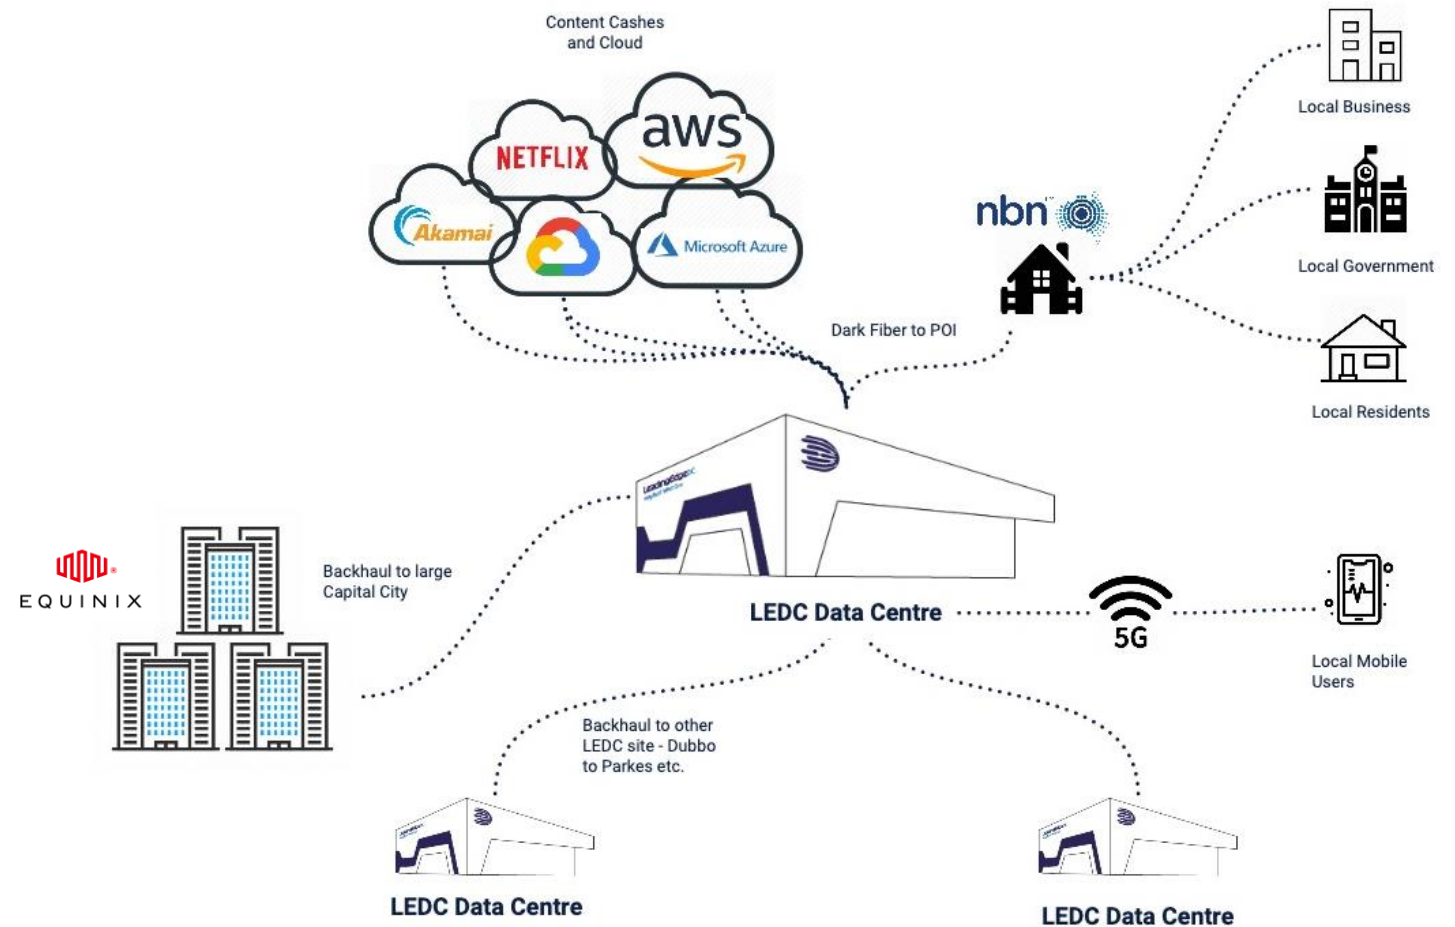 Content Cashes
and Cloud
aws
NETFLIX
Akamai
Microsoft Azure
nbn
Local Business
Local Government
Local Residents
Dark Fiber to POI
LeadingEdgeDC
EQUINIX
Backhaul to large
Capital City
LEDC Data Centre
5G
Local Mobile
Users
Backhaul to other
LEDC site - Dubbo
to Parkes etc.
LEDC Data Centre
LEDC Data Centre